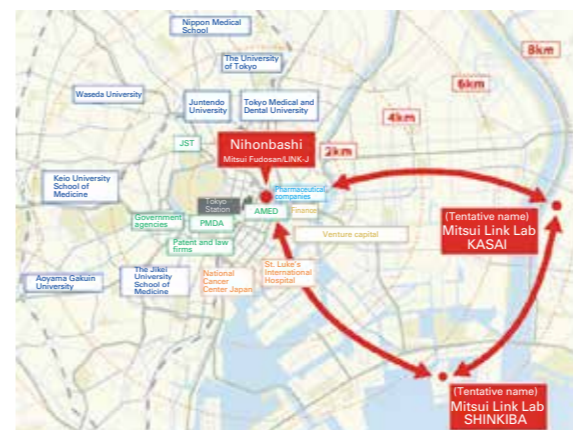 Nippon Medical
School
8km
The University
of Tokyo
6km
Waseda University
Juntendo
University
Tokyo Medical and
Dental University
4km
JST
Nihonbashi
Mitsui Fudosan/LINK-J
2km
Keio University
School of
Medicine
Pharmaceutical
companies
Tokyo
Station
AMED
Finance
Government
agencies
PMDA
(Tentative name)
Mitsui Link Lab
KASAI
Venture capital
Patent and law
firms
Aoyama Gakuin
University
The Jikei
University
School of
Medicine
National
Cancer
Center Japan
St. Luke's
International
Hospital
(Tentative name)
Mitsui Link Lab
SHINKIBA